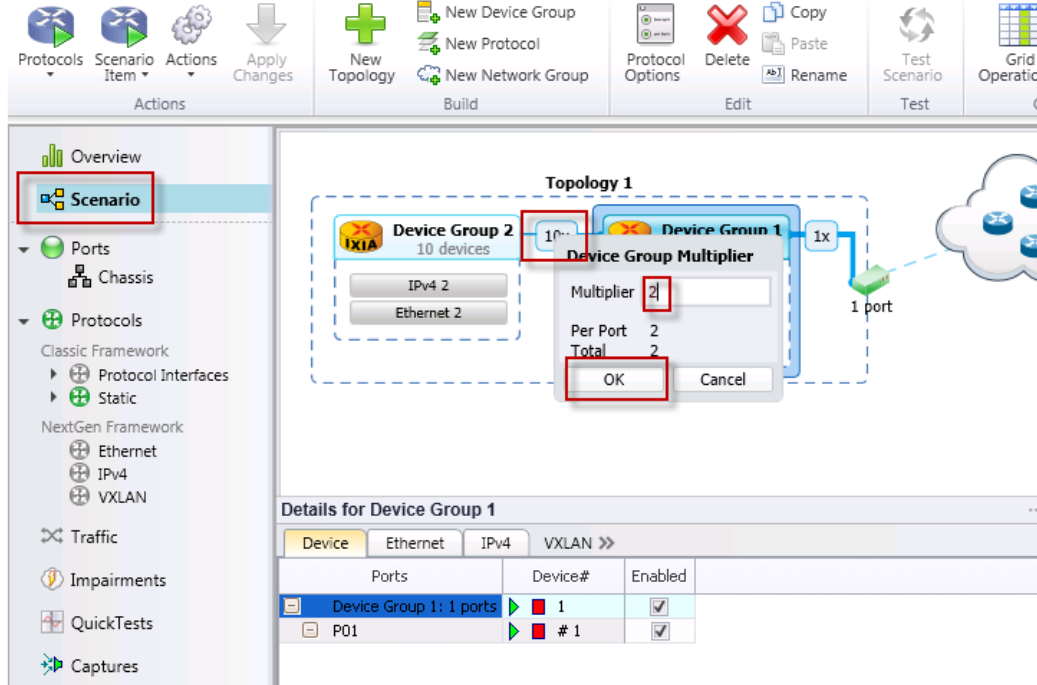 Protocols
Scenario
Item
Actions
Apply
Changes
Actions
New
Topology
New Device Group
New Protocol
New Network Group
Build
Protocol
Options
Delete
Copy
Paste
Rename
Edit
Test
Scenario
Test
Grid
Overview
Scenario
Ports
Chassis
Protocols
Classic Framework
Protocol Interfaces
Static
NextGen Framework
Ethernet
IPv4
VXLAN
Traffic
Impairments
QuickTests
Captures
Topology 1
IXIA
Device Group 2
10 devices
IPv4 2
Ethernet 2
Device Group 1
1x
1 port
Device Group Multiplier
Multiplier 2
Per Port 2
Total 2
OK Cancel
Details for Device Group 1
Device Ethernet IPv4 VXLAN
Ports Device# Enabled
Device Group 1: 1 ports 1
P01 # 1